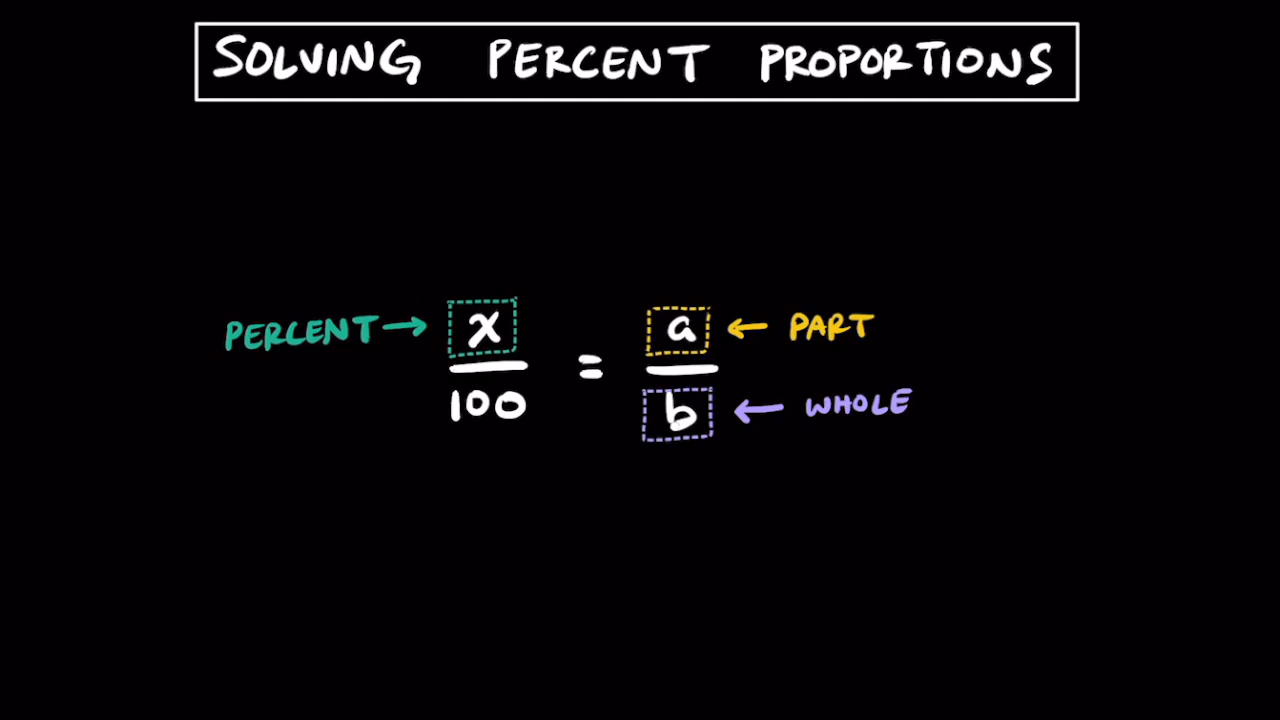 SOLVING PERCENT PROPORTIONS
PERCENT → x/100 = a/b ← PART
← WHOLE